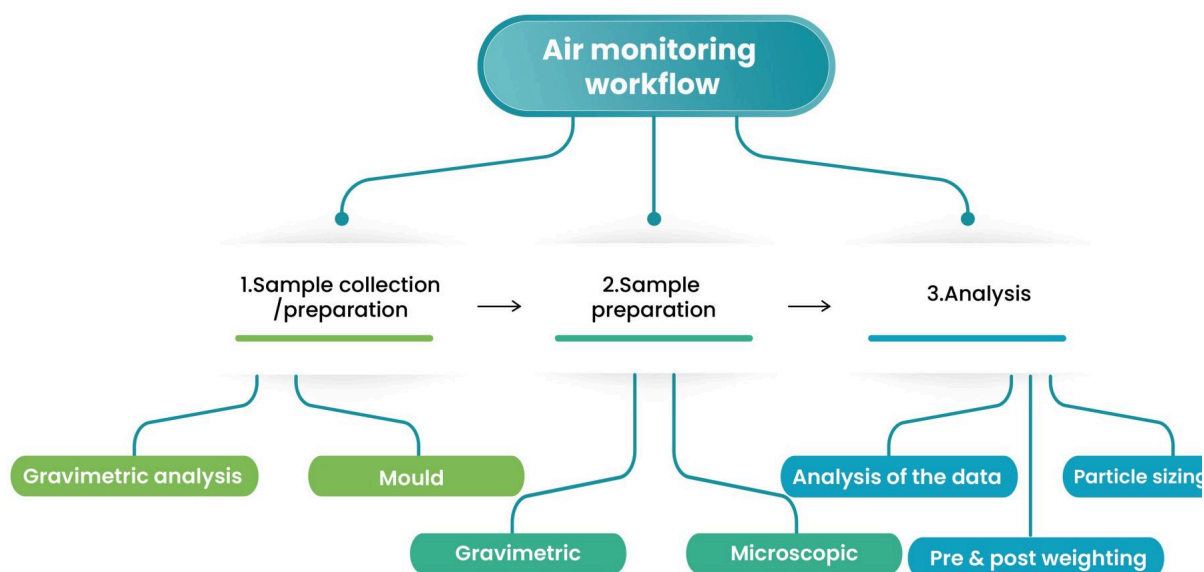 Air monitoring
workflow
1.Sample collection
/preparation
2.Sample
preparation
3.Analysis
Gravimetric analysis
Mould
Analysis of the data
Particle sizing
Gravimetric
Microscopic
Pre & post weighting